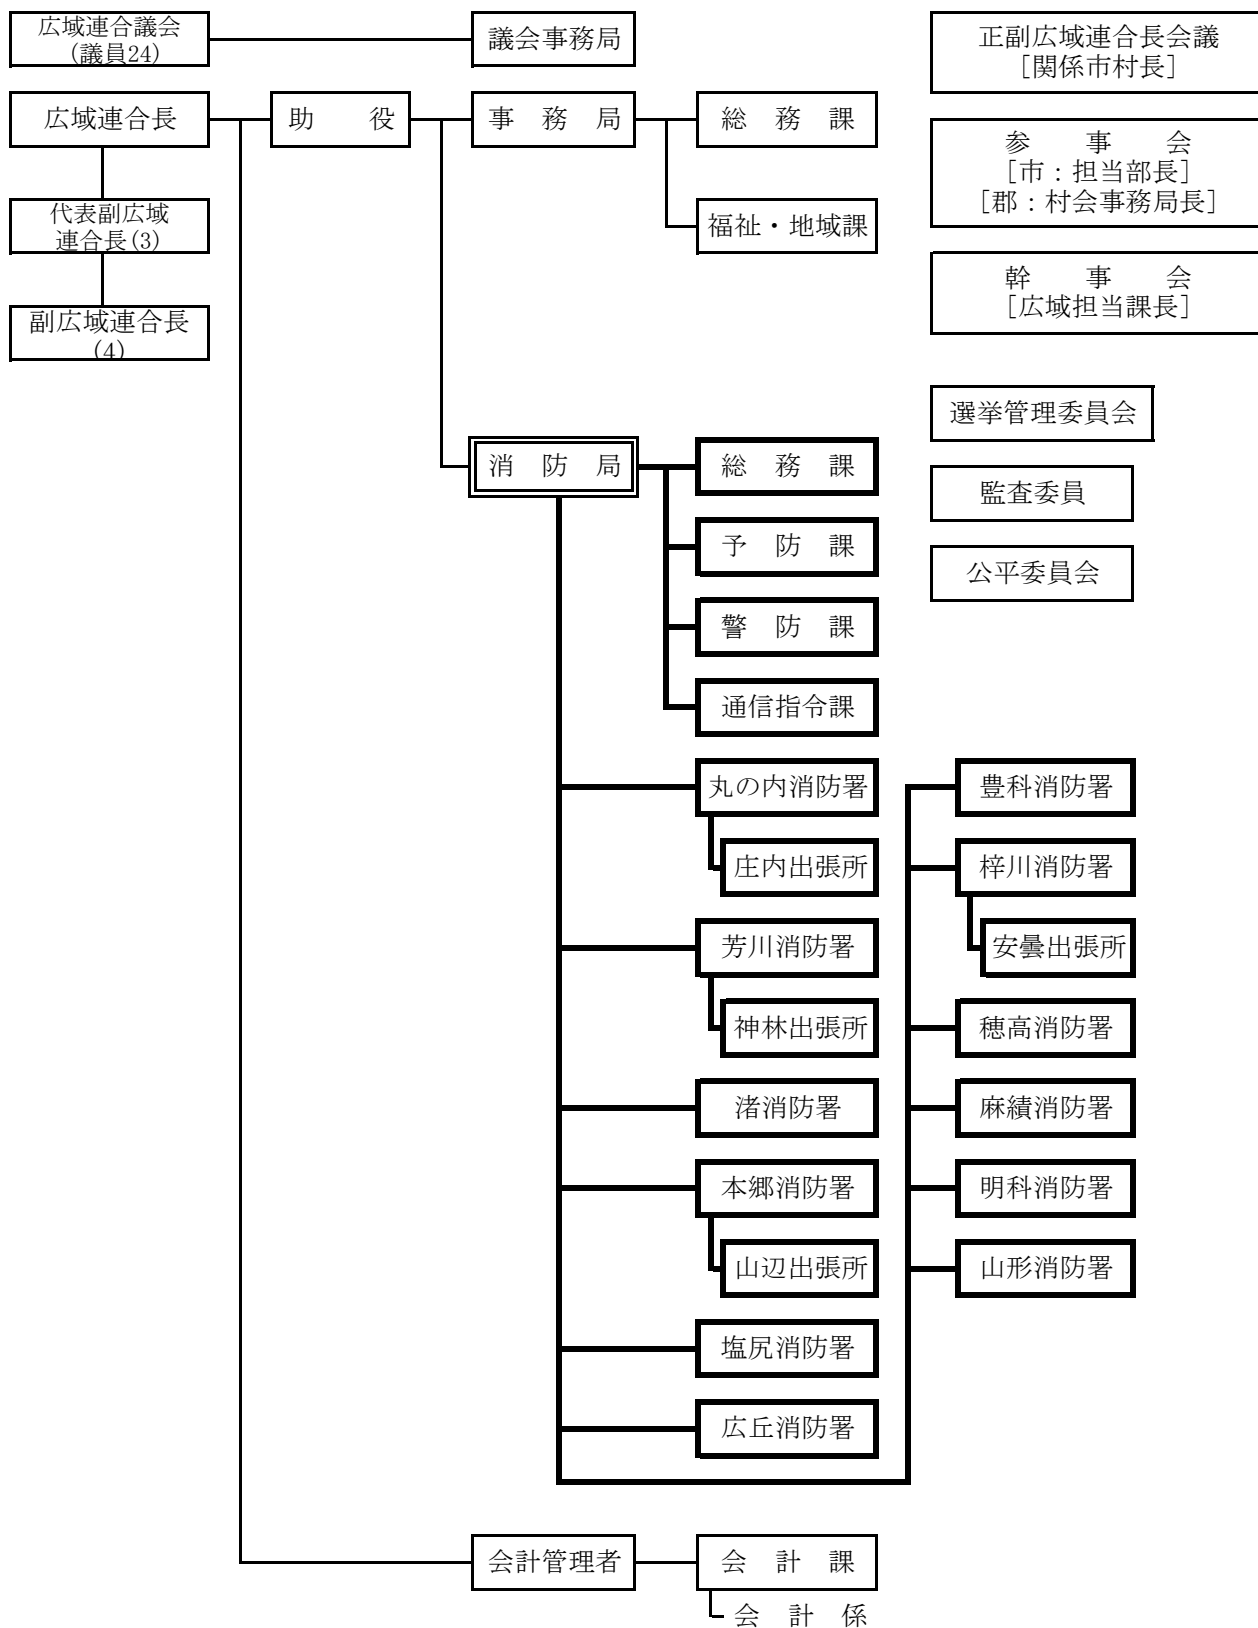 広域連合議会
(議員24)
議会事務局
正副広域連合長会議
［関係市村長］
広域連合長
助　　役
事　務　局
総　務　課
参　　事　　会
［市：担当部長］
［郡：村会事務局長］
代表副広域
連合長(3)
福祉・地域課
幹　　事　　会
［広域担当課長］
副広域連合長
(4)
選挙管理委員会
消　防　局
総　務　課
監査委員
予　防　課
公平委員会
警　防　課
通信指令課
丸の内消防署
豊科消防署
庄内出張所
梓川消防署
芳川消防署
安曇出張所
神林出張所
穂高消防署
渚消防署
麻績消防署
本郷消防署
明科消防署
山辺出張所
山形消防署
塩尻消防署
広丘消防署
会計管理者
会　計　課
会　計　係